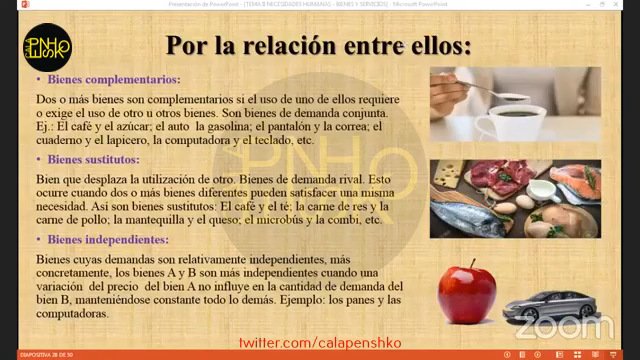 Presentación de PowerPoint - [TEMA 8 NECESIDADES HUMANAS - BIENES Y SERVICIOS] - Microsoft PowerPoint
Por la relación entre ellos:
• Bienes complementarios:
Dos o más bienes son complementarios si el uso de uno de ellos requiere
o exige el uso de otro u otros bienes. Son bienes de demanda conjunta.
Ej.: El café y el azúcar; el auto la gasolina; el pantalón y la correa; el
cuaderno y el lapicero, la computadora y el teclado, etc.
• Bienes sustitutos:
Bien que desplaza la utilización de otro. Bienes de demanda rival. Esto
ocurre cuando dos o más bienes diferentes pueden satisfacer una misma
necesidad. Así son bienes sustitutos: El café y el té; la carne de res y la
carne de pollo; la mantequilla y el queso; el microbús y la combi, etc.
• Bienes independientes:
Bienes cuyas demandas son relativamente independientes, más
concretamente, los bienes A y B son más independientes cuando una
variación del precio del bien A no influye en la cantidad de demanda del
bien B, manteniéndose constante todo lo demás. Ejemplo: los panes y las
computadoras.
zoom
twitter.com/calapenshko
DIAPOSITIVA 28 DE 50